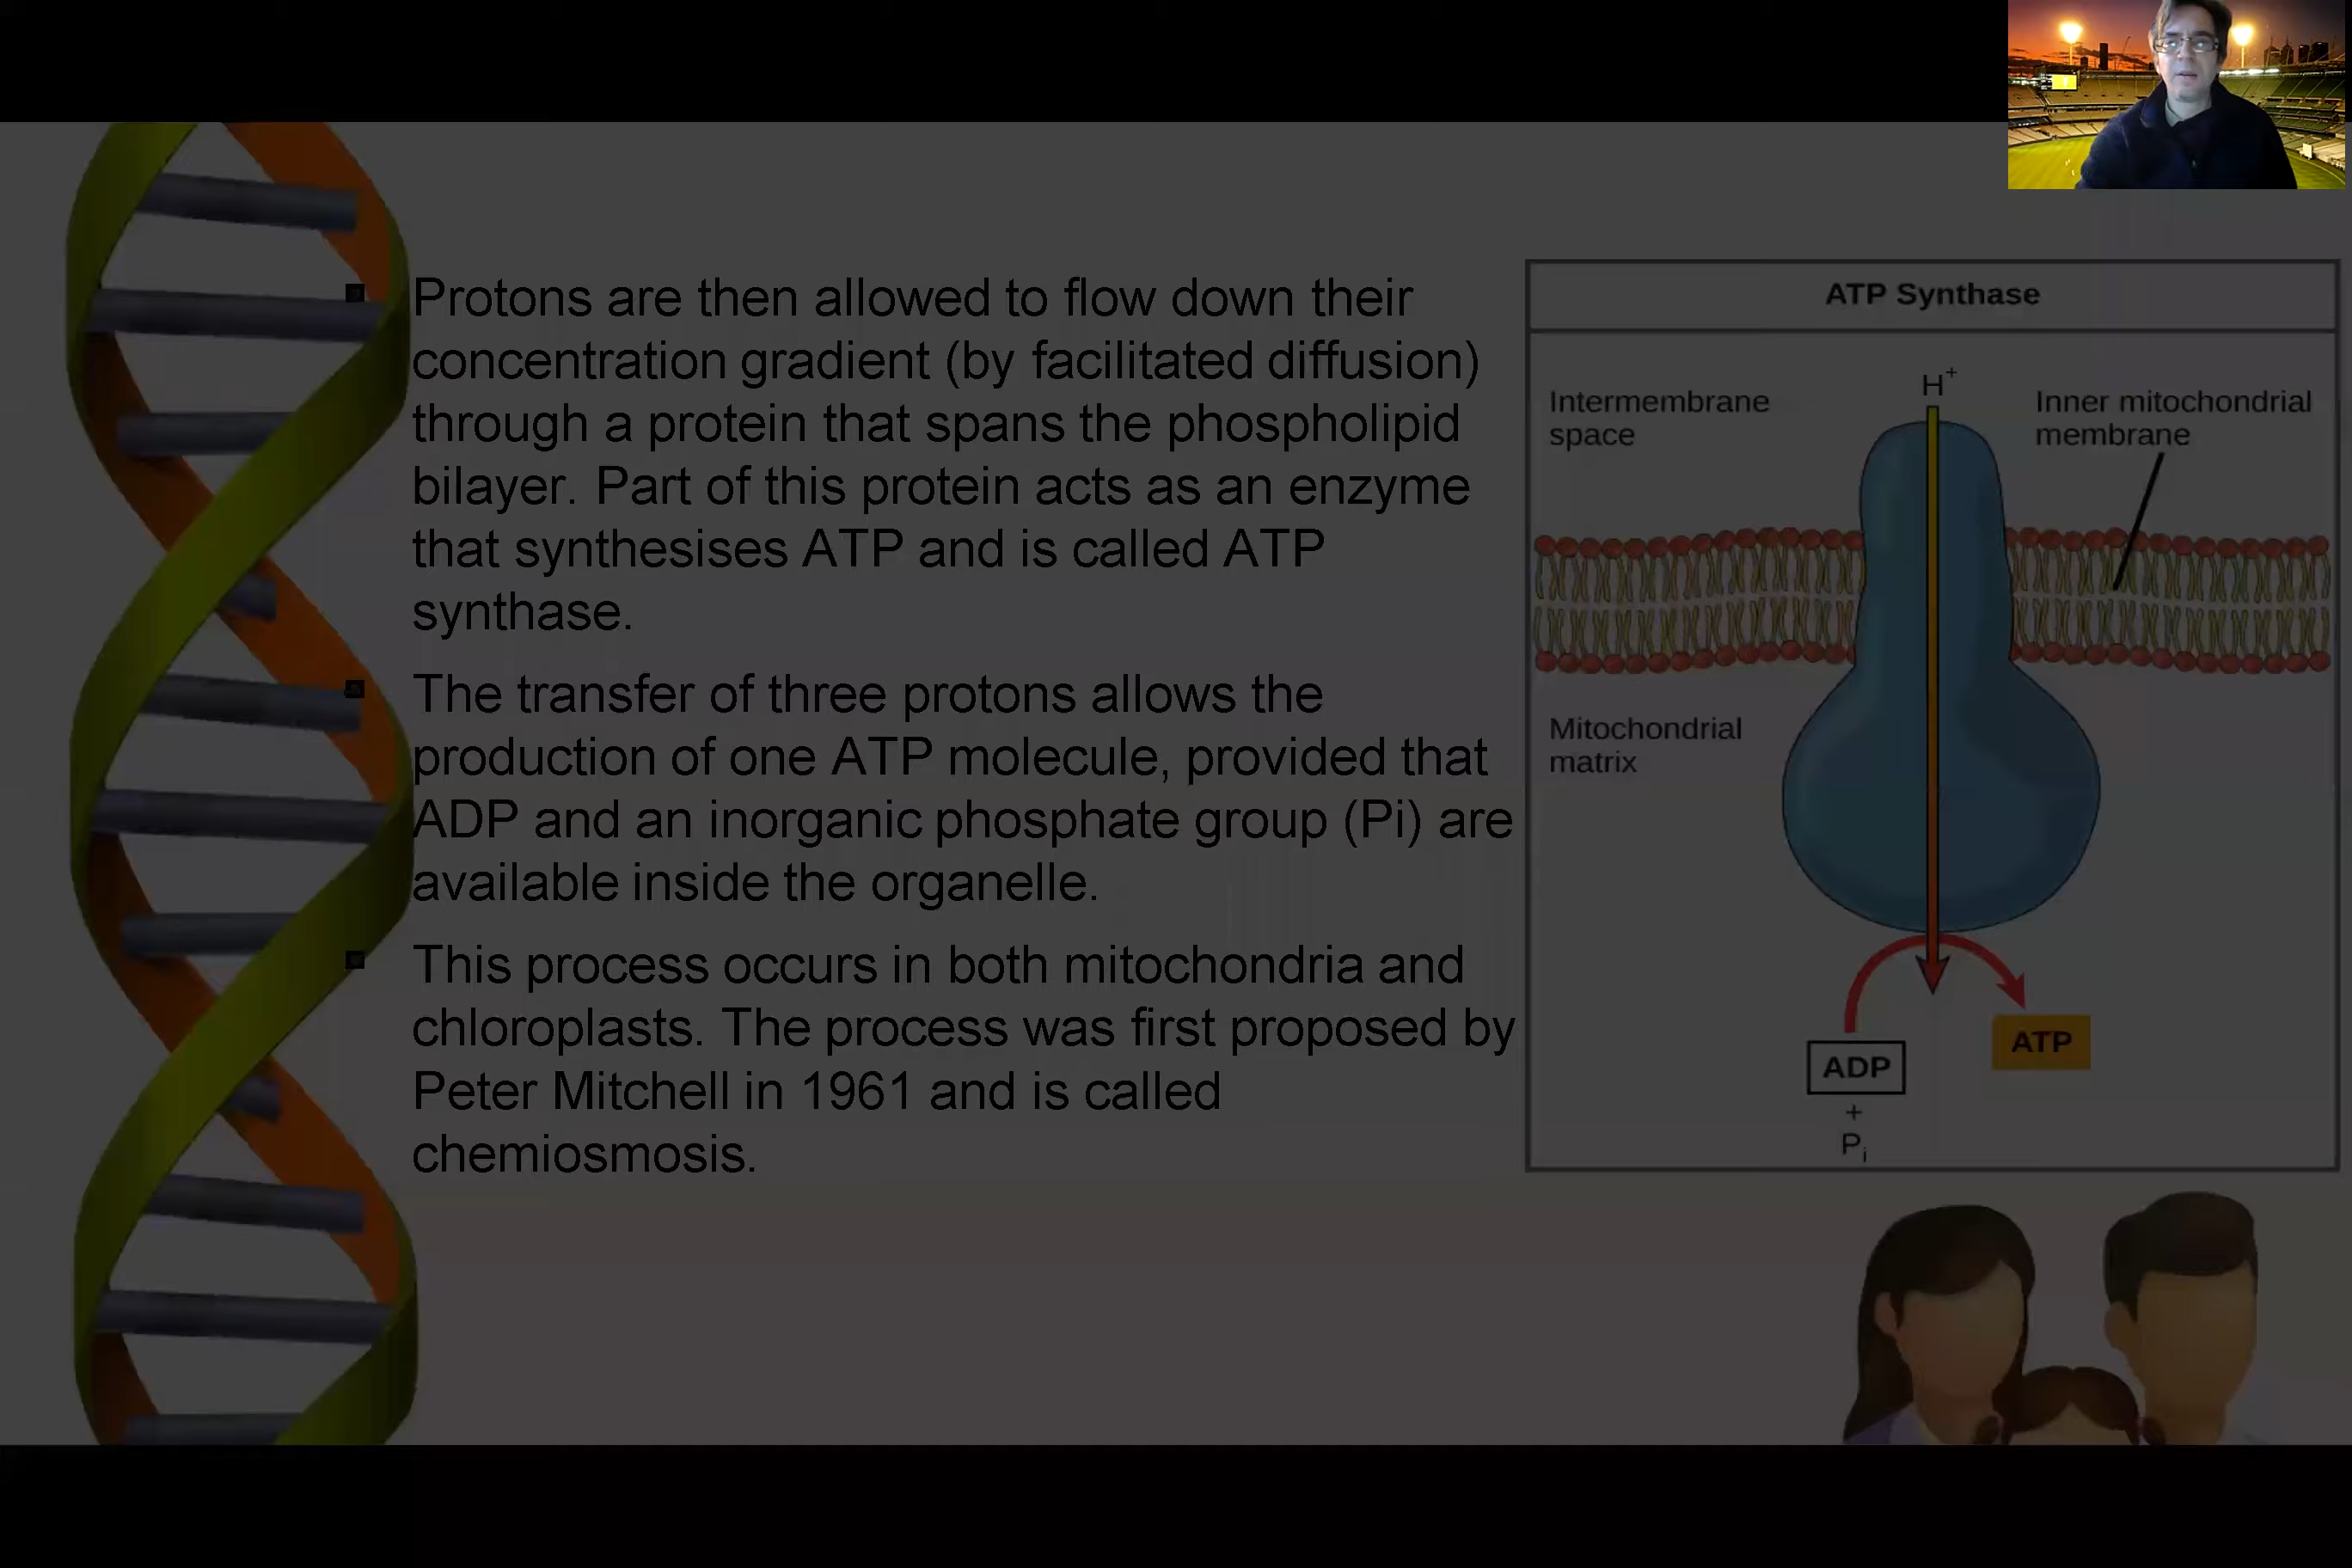 Protons are then allowed to flow down their
concentration gradient (by facilitated diffusion)
through a protein that spans the phospholipid
bilayer. Part of this protein acts as an enzyme
that synthesises ATP and is called ATP
synthase.
The transfer of three protons allows the
production of one ATP molecule, provided that
ADP and an inorganic phosphate group (Pi) are
available inside the organelle.
This process occurs in both mitochondria and
chloroplasts. The process was first proposed by
Peter Mitchell in 1961 and is called
chemiosmosis.
ATP Synthase
H⁺
Intermembrane
space
Inner mitochondrial
membrane
Mitochondrial
matrix
ADP
+
Pᵢ
ATP